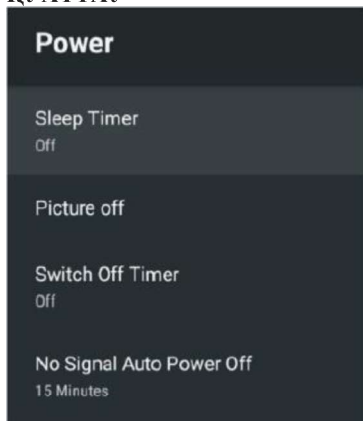 Power
Sleep Timer
Off
Picture off
Switch Off Timer
Off
No Signal Auto Power Off
15 Minutes